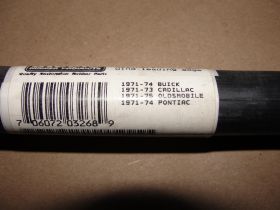 Quality Restoration Rubber Parts
1971-74 BUICK
1971-73 CADILLAC
1971-75 OLDSMOBILE
1971-74 PONTIAC
7 06072 03268 9